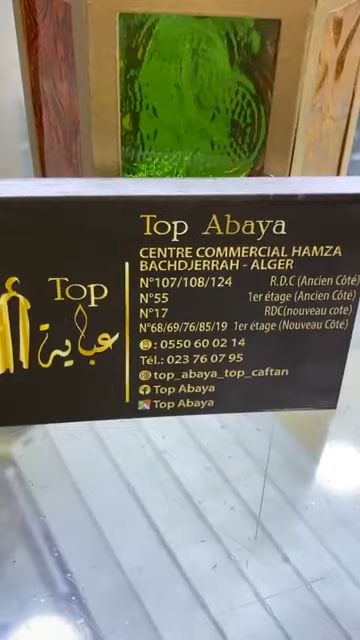 Top
عباية
Top Abaya
CENTRE COMMERCIAL HAMZA
BACHDJERRAH - ALGER
N°107/108/124 R.D.C (Ancien Côté)
N°55 1er étage (Ancien Côté)
N°17 RDC(nouveau cote)
N°68/69/76/85/19 1er étage (Nouveau Côté)
: 0550 60 02 14
Tél.: 023 76 07 95
top_abaya_top_caftan
Top Abaya
Top Abaya